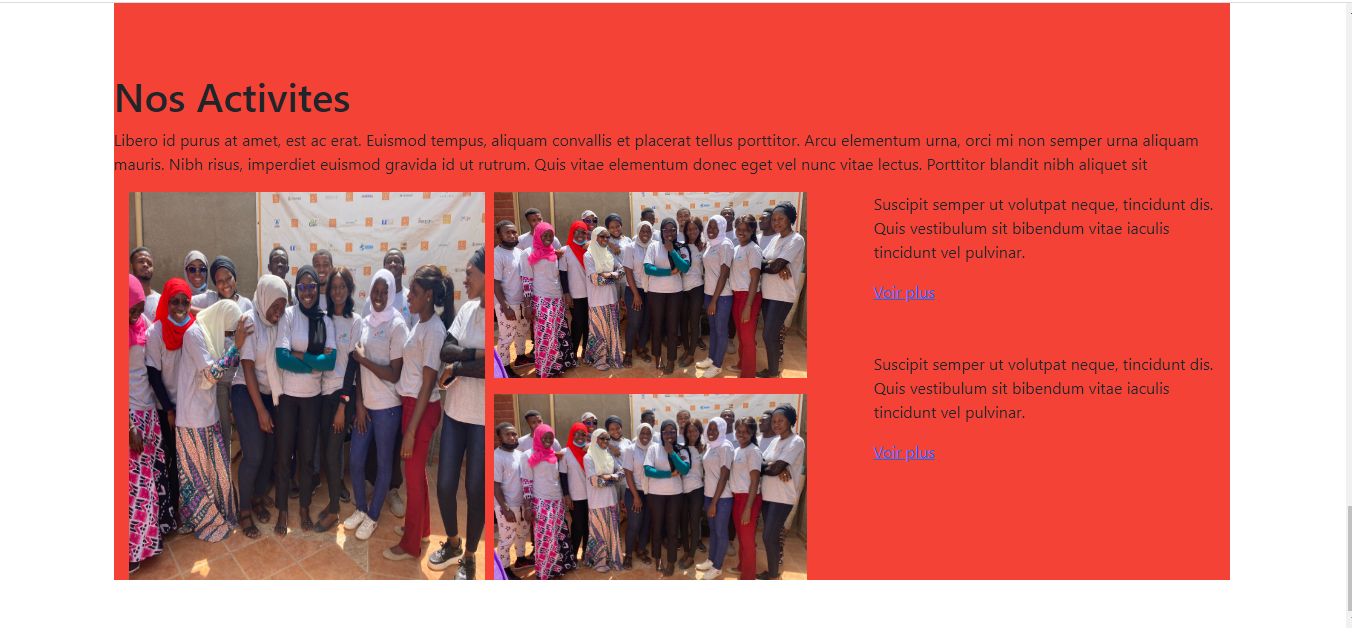 Nos Activites
Libero id purus at amet, est ac erat. Euismod tempus, aliquam convallis et placerat tellus porttitor. Arcu elementum urna, orci mi non semper urna aliquam
mauris. Nibh risus, imperdiet euismod gravida id ut rutrum. Quis vitae elementum donec eget vel nunc vitae lectus. Porttitor blandit nibh aliquet sit
Suscipit semper ut volutpat neque, tincidunt dis.
Quis vestibulum sit bibendum vitae iaculis
tincidunt vel pulvinar.
Voir plus
Suscipit semper ut volutpat neque, tincidunt dis.
Quis vestibulum sit bibendum vitae iaculis
tincidunt vel pulvinar.
Voir plus